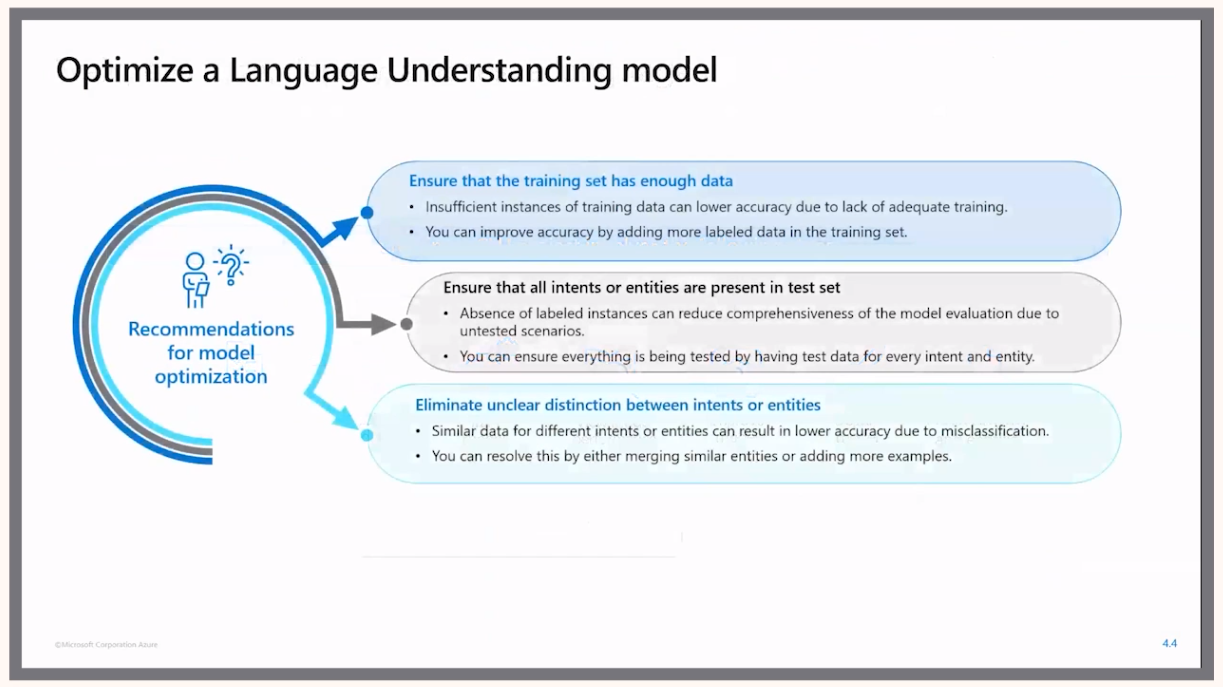 Optimize a Language Understanding model
Recommendations
for model
optimization
Ensure that the training set has enough data
• Insufficient instances of training data can lower accuracy due to lack of adequate training.
• You can improve accuracy by adding more labeled data in the training set.
Ensure that all intents or entities are present in test set
• Absence of labeled instances can reduce comprehensiveness of the model evaluation due to
untested scenarios.
• You can ensure everything is being tested by having test data for every intent and entity.
Eliminate unclear distinction between intents or entities
• Similar data for different intents or entities can result in lower accuracy due to misclassification.
• You can resolve this by either merging similar entities or adding more examples.
©Microsoft Corporation Azure
4.4